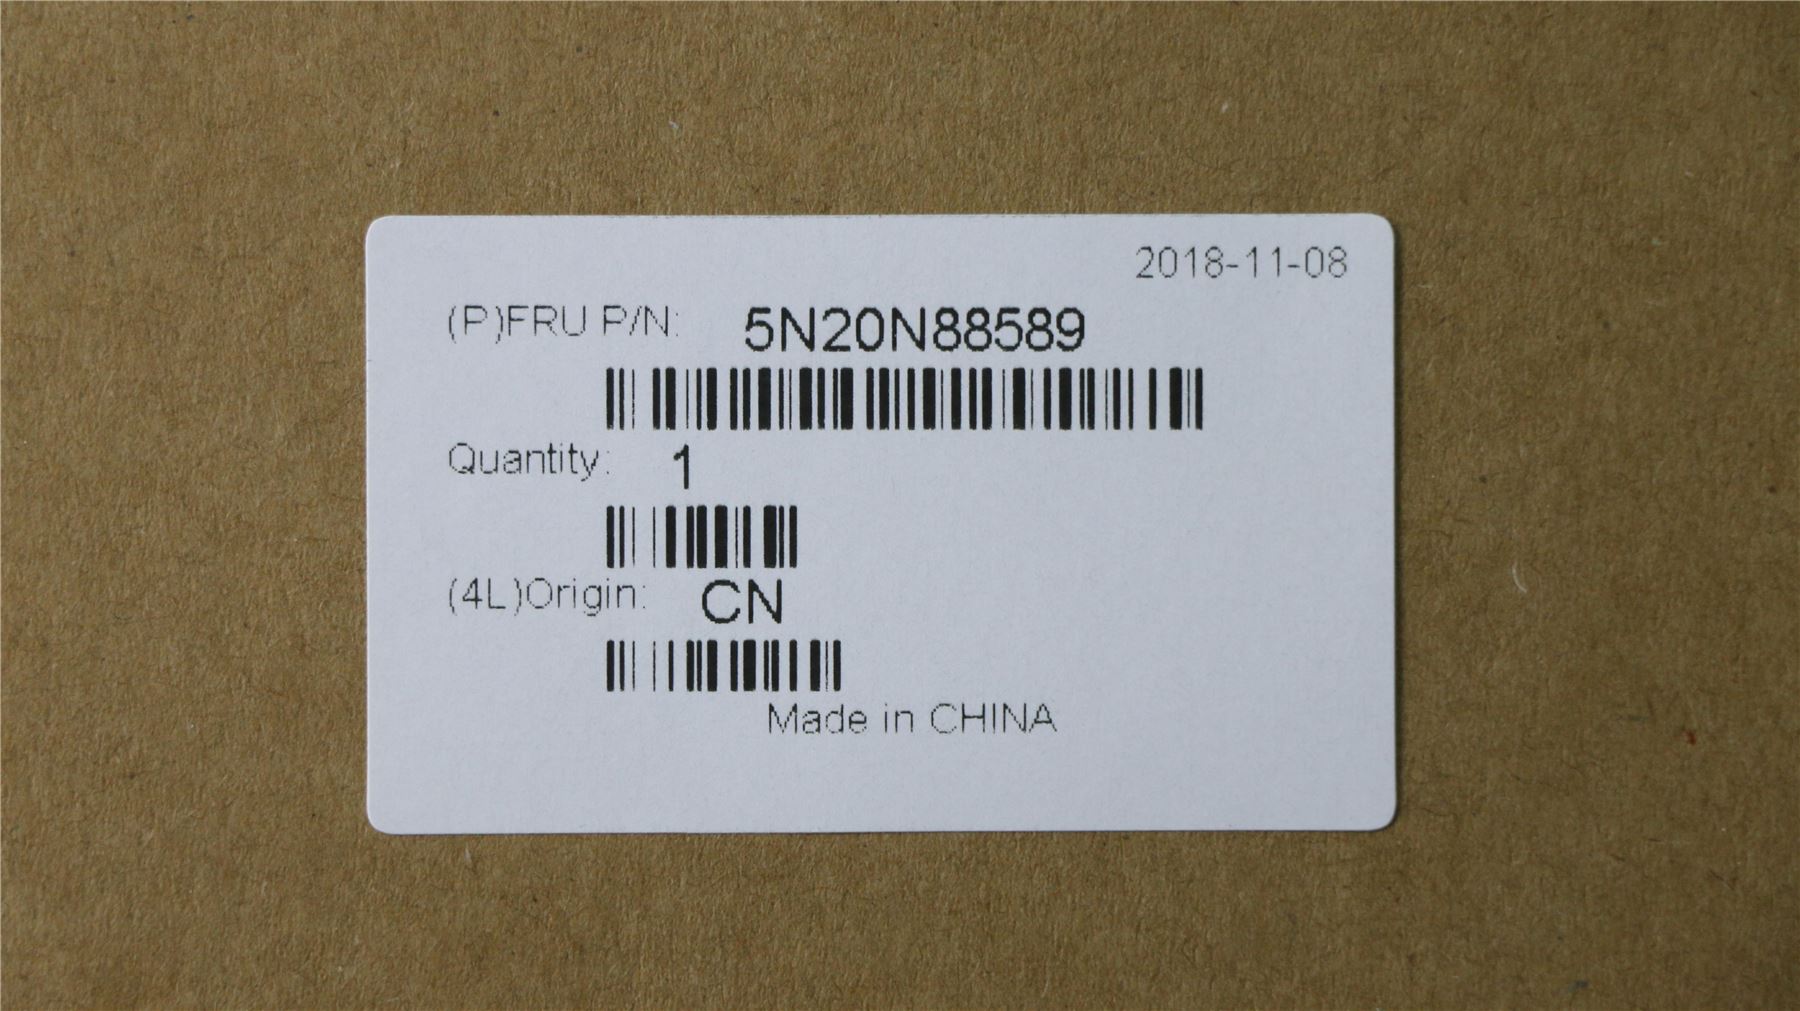 2018-11-08
(P)FRU P/N: 5N20N88589
Quantity: 1
(4L)Origin: CN
Made in CHINA